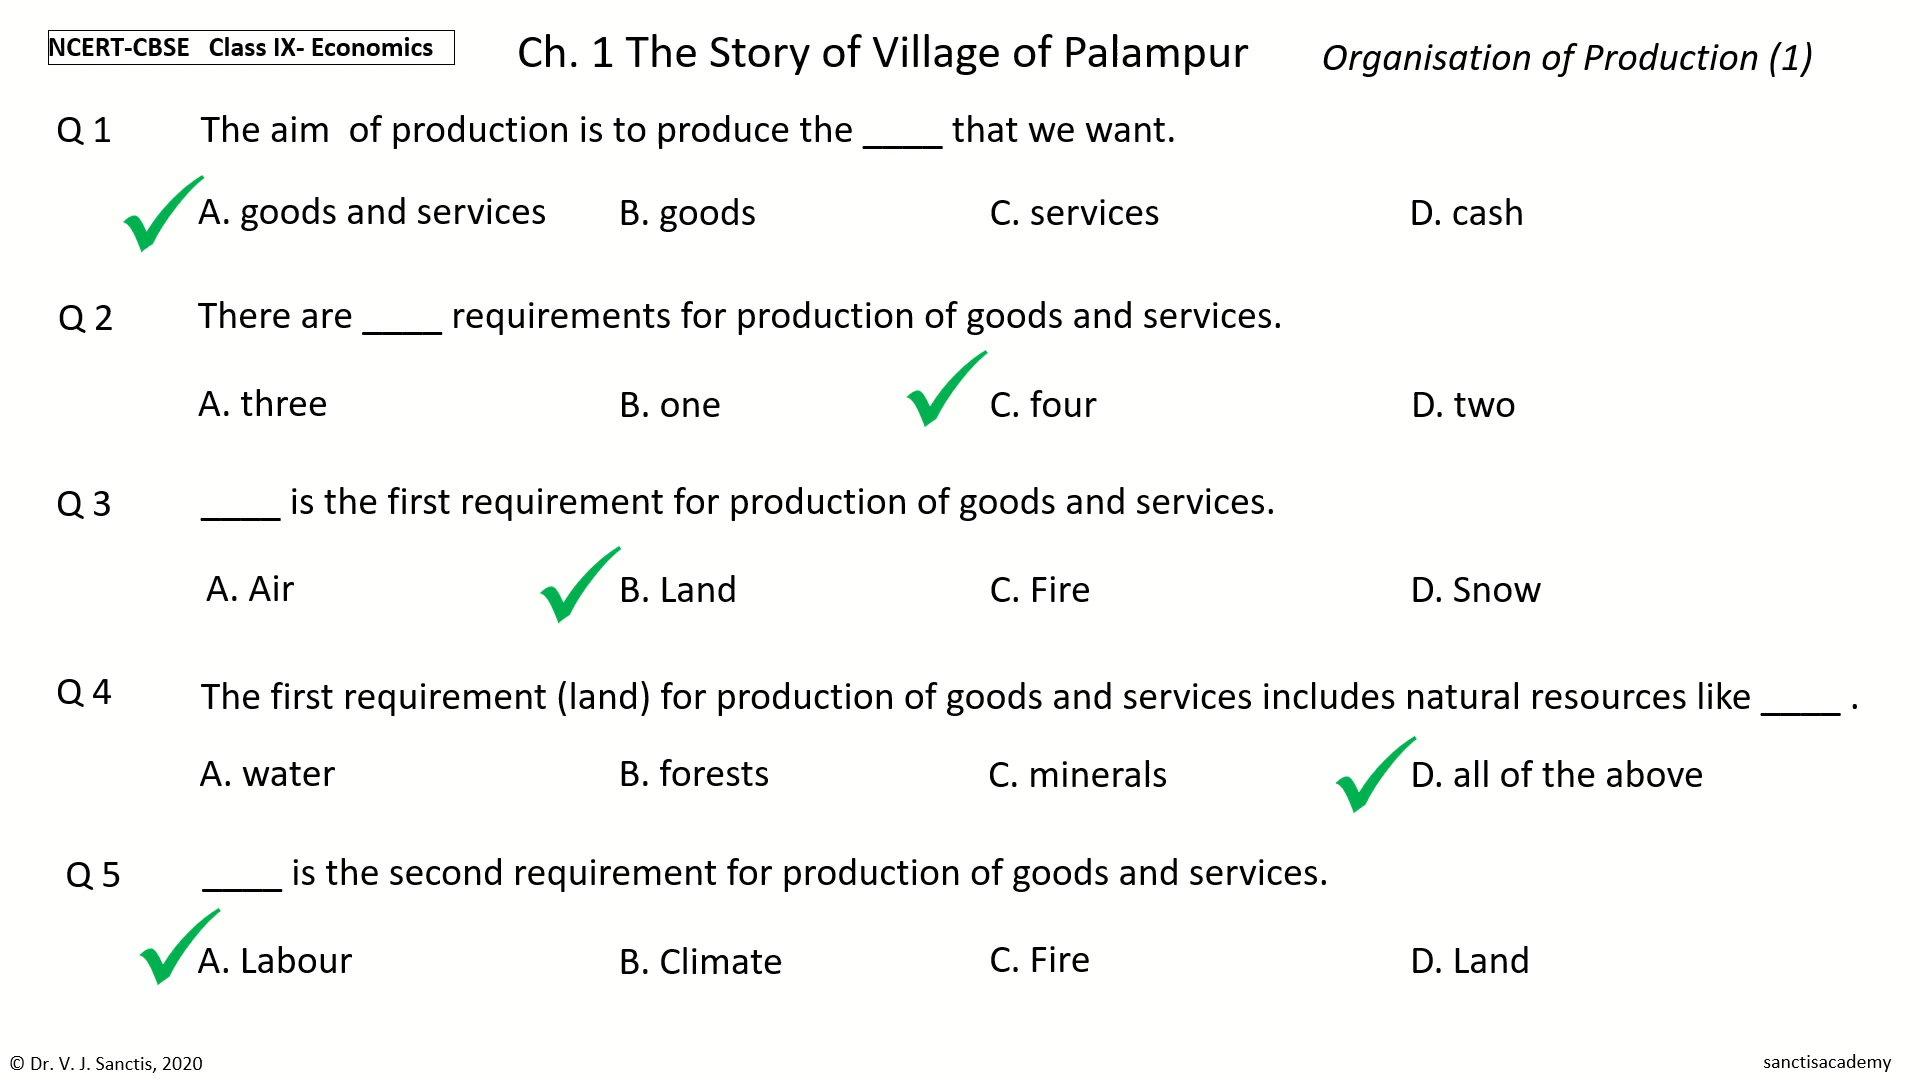 NCERT-CBSE Class IX- Economics
Ch. 1 The Story of Village of Palampur
Organisation of Production (1)
Q 1 The aim of production is to produce the ____ that we want.
A. goods and services B. goods C. services D. cash
Q 2 There are ____ requirements for production of goods and services.
A. three B. one C. four D. two
Q 3 ____ is the first requirement for production of goods and services.
A. Air B. Land C. Fire D. Snow
Q 4 The first requirement (land) for production of goods and services includes natural resources like ____ .
A. water B. forests C. minerals D. all of the above
Q 5 ____ is the second requirement for production of goods and services.
A. Labour B. Climate C. Fire D. Land
© Dr. V. J. Sanctis, 2020
sanctisacademy